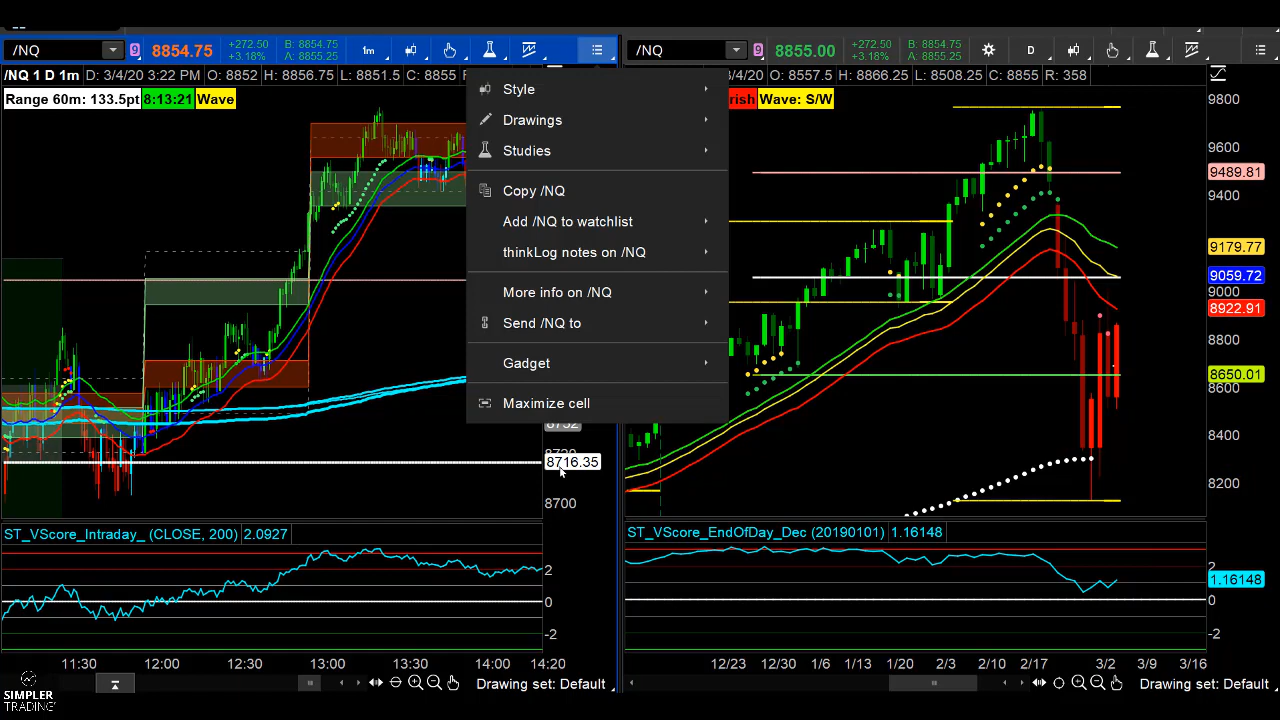 /NQ 9 8854.75 +272.50 +3.18% B: 8854.75 A: 8855.25 1m
/NQ 9 8855.00 +272.50 +3.18% B: 8854.75 A: 8855.25 D
/NQ 1 D 1m D: 3/4/20 3:22 PM O: 8852 H: 8856.75 L: 8851.5 C: 8855
3/4/20 O: 8557.5 H: 8866.25 L: 8508.25 C: 8855 R: 358
Range 60m: 133.5pt 8:13:21 Wave
rish Wave: S/W
Style
Drawings
Studies
Copy /NQ
Add /NQ to watchlist
thinkLog notes on /NQ
More info on /NQ
Send /NQ to
Gadget
Maximize cell
8732
8716.35
8700
9800
9600
9489.81
9400
9179.77
9059.72
9000
8922.91
8800
8650.01
8600
8400
8200
ST_VScore_Intraday_ (CLOSE, 200) 2.0927
2
0
-2
ST_VScore_EndOfDay_Dec (20190101) 1.16148
2
1.16148
0
-2
11:30 12:00 12:30 13:00 13:30 14:00 14:20
12/23 12/30 1/6 1/13 1/20 2/3 2/10 2/17 3/2 3/9 3/16
Drawing set: Default
Drawing set: Default
SIMPLER
TRADING